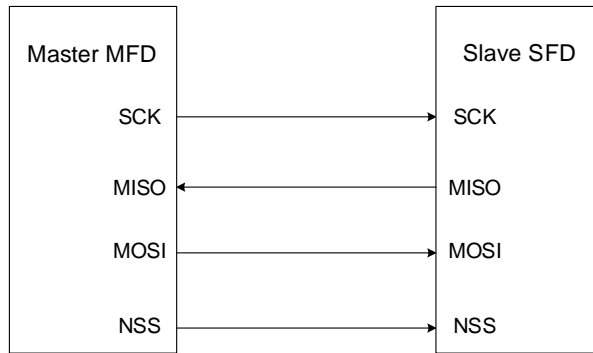 Master MFD
Slave SFD
SCK
SCK
MISO
MISO
MOSI
MOSI
NSS
NSS